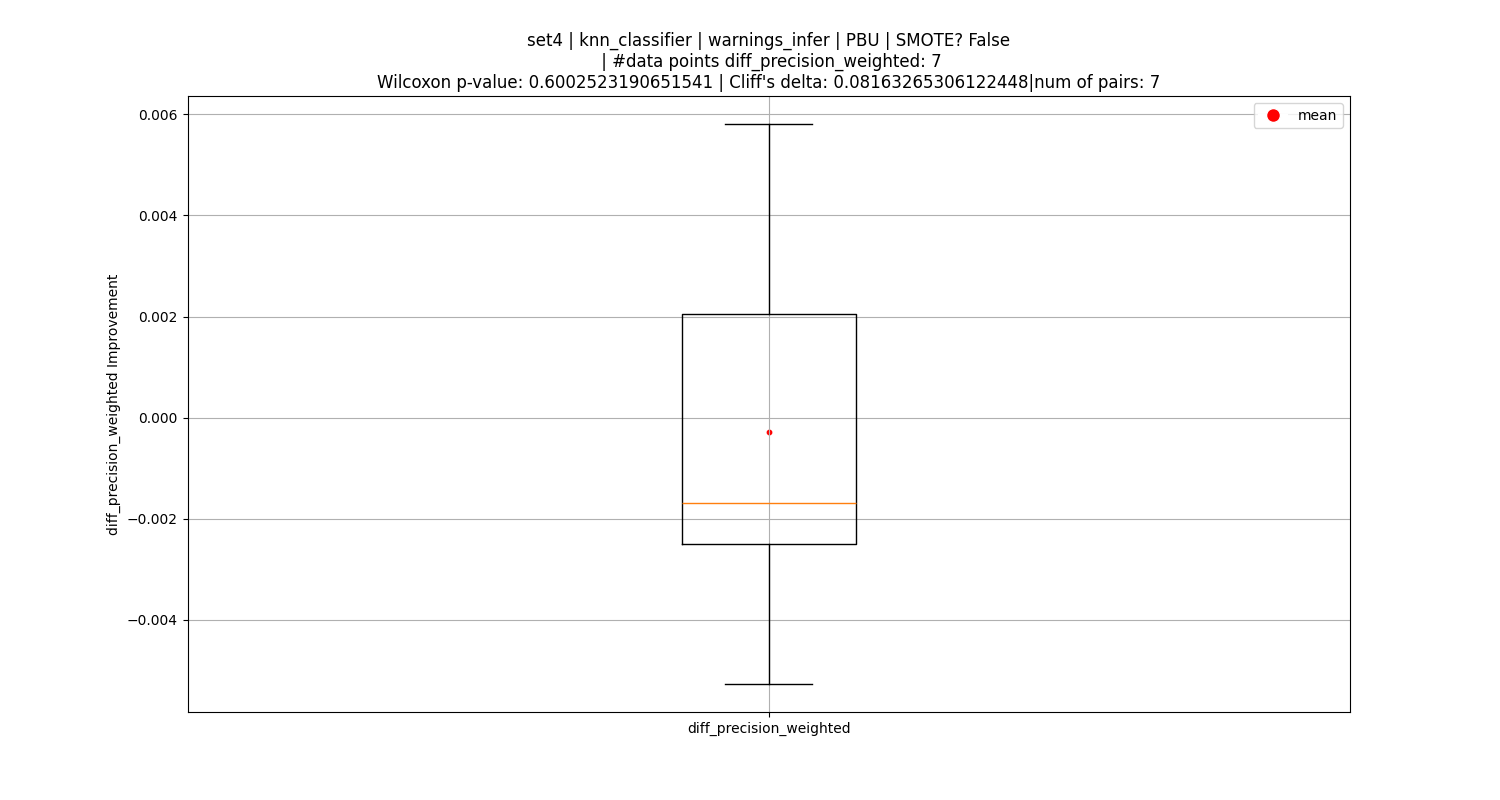 set4 | knn_classifier | warnings_infer | PBU | SMOTE? False
| #data points diff_precision_weighted: 7
Wilcoxon p-value: 0.6002523190651541 | Cliff's delta: 0.08163265306122448|num of pairs: 7
mean
0.006
0.004
0.002
0.000
−0.002
−0.004
diff_precision_weighted Improvement
diff_precision_weighted